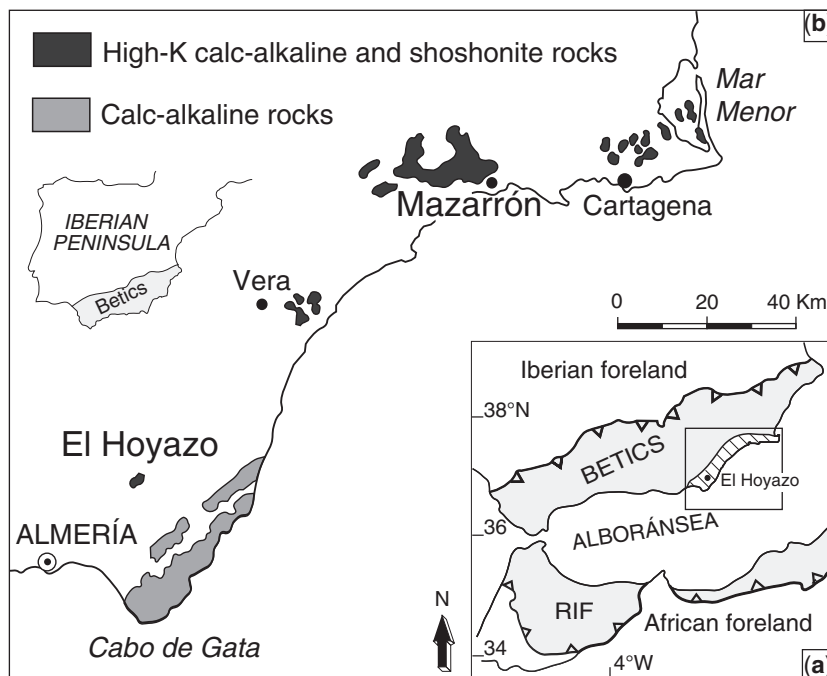 (b)
High-K calc-alkaline and shoshonite rocks
Calc-alkaline rocks
Mar
Menor
Mazarrón
Cartagena
IBERIAN
PENINSULA
Betics
Vera
0 20 40 Km
El Hoyazo
ALMERÍA
Cabo de Gata
N
Iberian foreland
38°N
BETICS
El Hoyazo
36
ALBORÁNSEA
RIF
African foreland
34
4°W
(a)